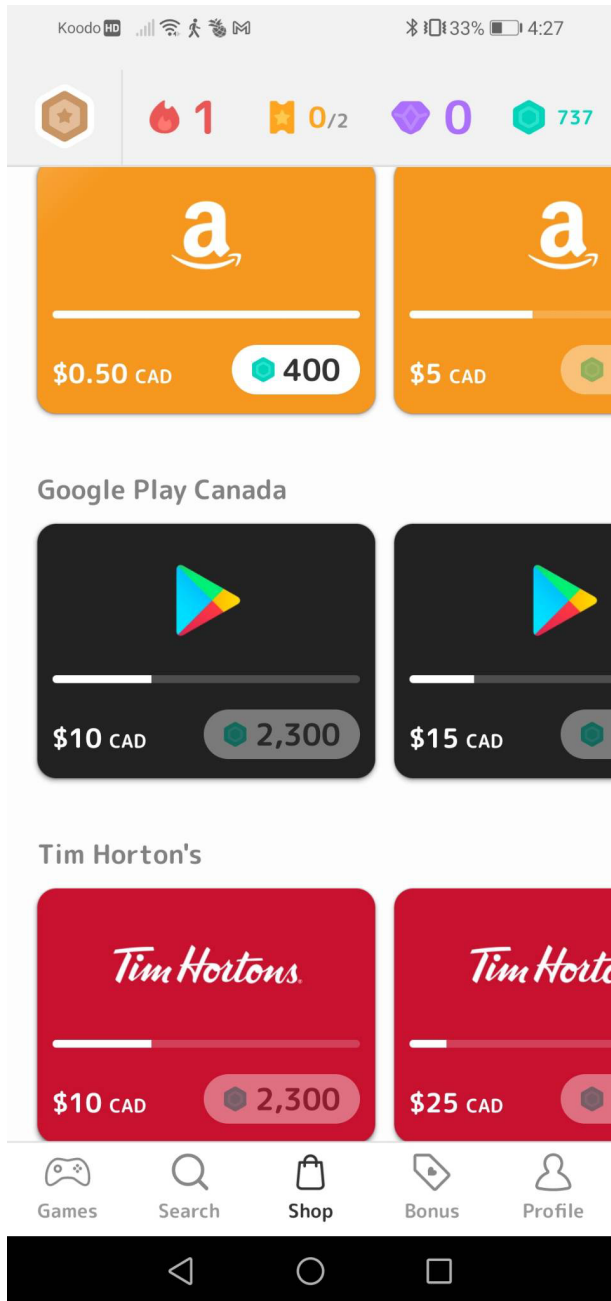 Koodo HD 33% 4:27
1 0/2 0 737
a a
$0.50 CAD 400 $5 CAD
Google Play Canada
$10 CAD 2,300 $15 CAD
Tim Horton's
Tim Hortons. Tim Horto
$10 CAD 2,300 $25 CAD
Games Search Shop Bonus Profile